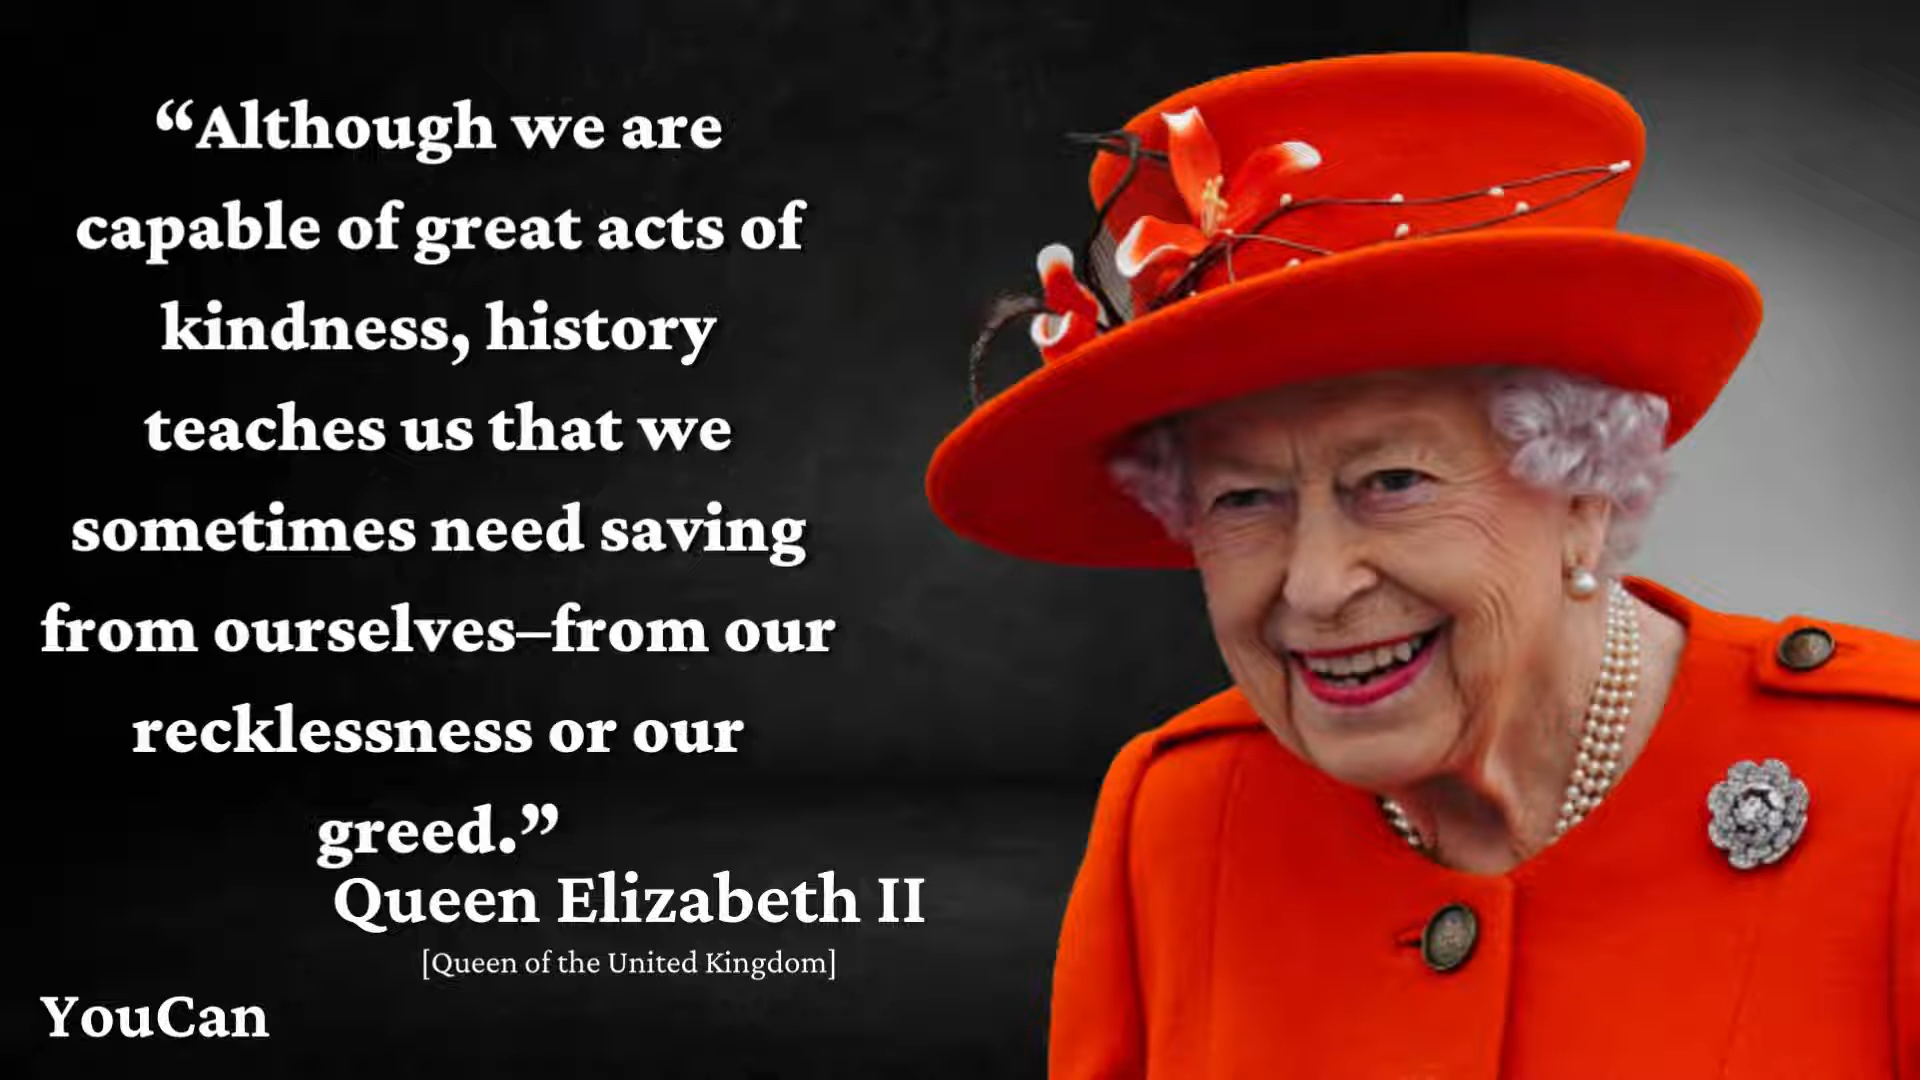 “Although we are
capable of great acts of
kindness, history
teaches us that we
sometimes need saving
from ourselves–from our
recklessness or our
greed.”
Queen Elizabeth II
[Queen of the United Kingdom]
YouCan